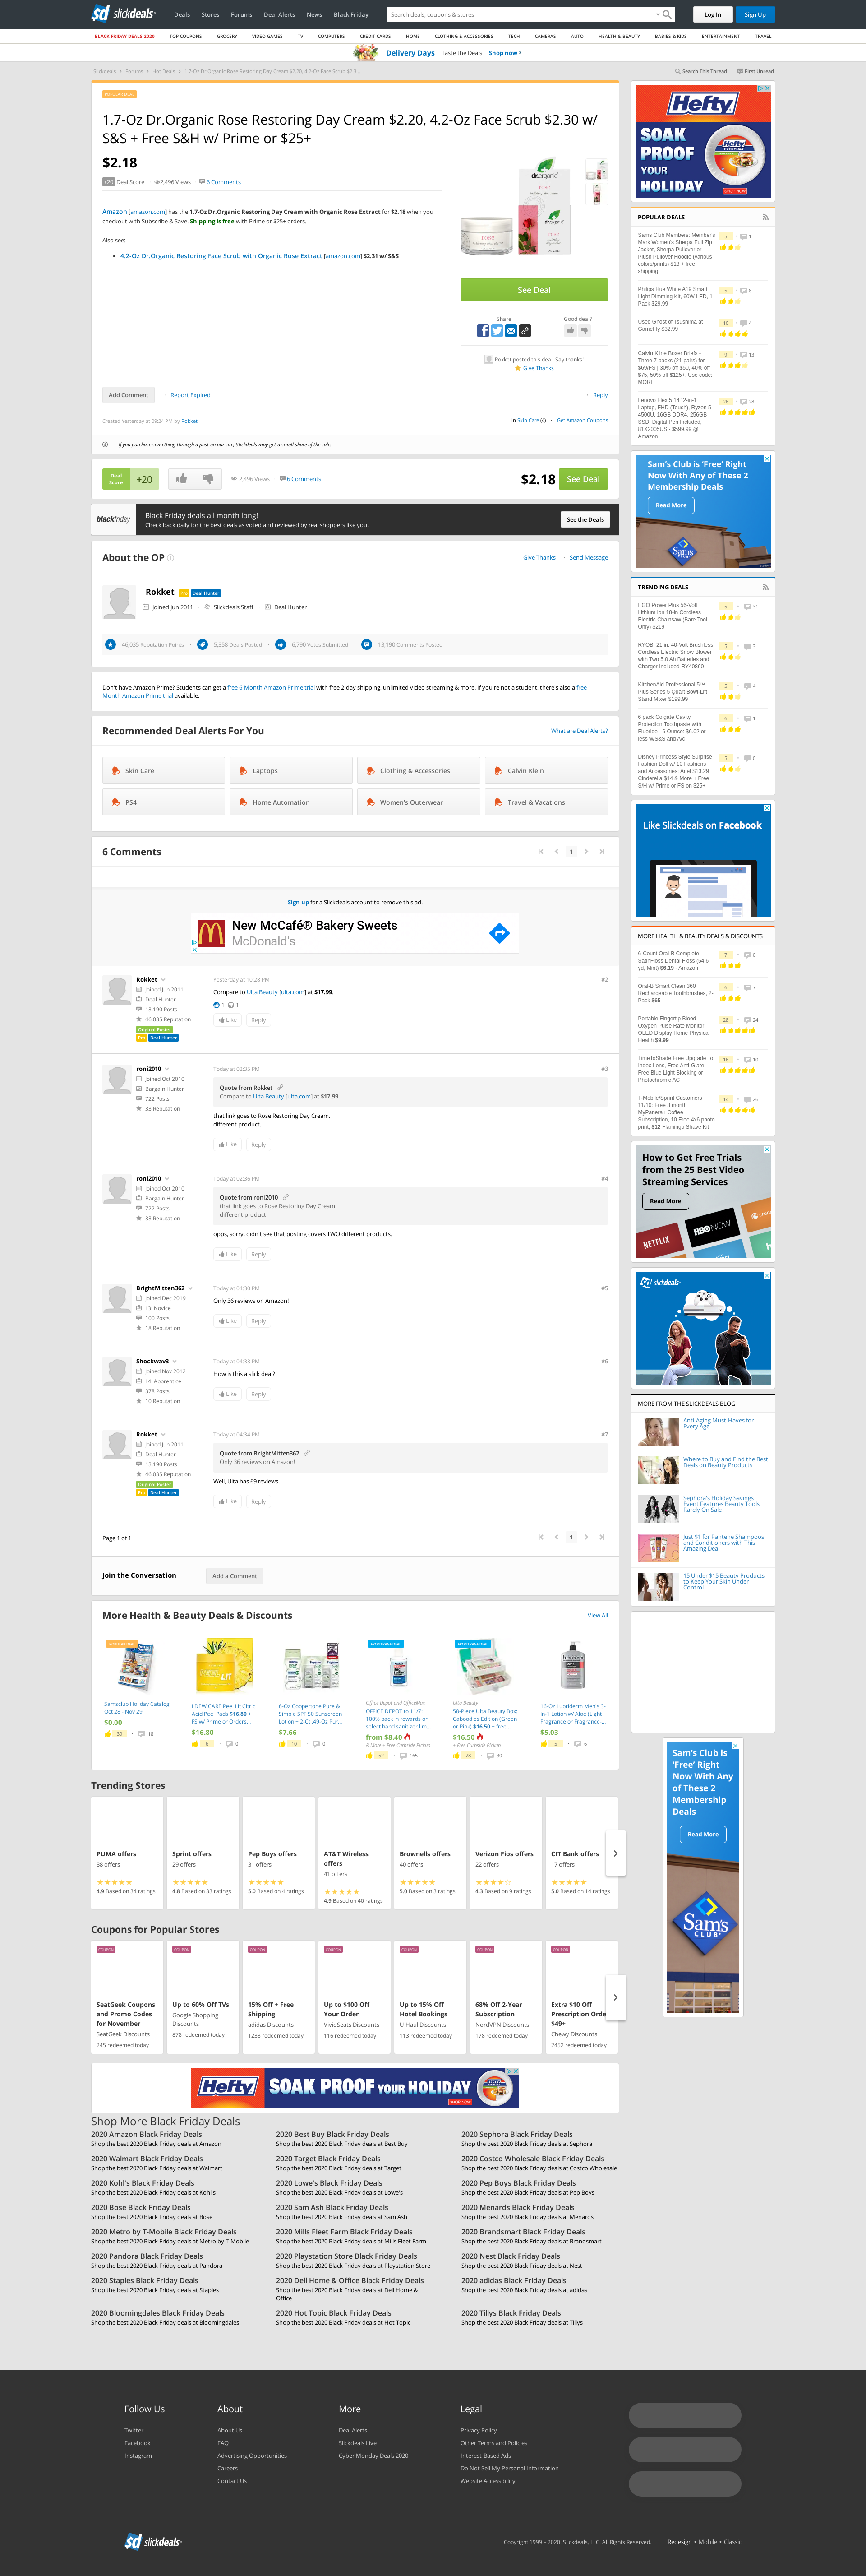 slickdeals
Deals Stores Forums Deal Alerts News Black Friday
Search deals, coupons & stores
Log In Sign Up
BLACK FRIDAY DEALS 2020 TOP COUPONS GROCERY VIDEO GAMES TV COMPUTERS CREDIT CARDS HOME CLOTHING & ACCESSORIES TECH CAMERAS AUTO HEALTH & BEAUTY BABIES & KIDS ENTERTAINMENT TRAVEL
Delivery Days Taste the Deals Shop now
Slickdeals Forums Hot Deals 1.7-Oz Dr.Organic Rose Restoring Day Cream $2.20, 4.2-Oz Face Scrub $2.3...
Search This Thread First Unread
POPULAR DEAL
1.7-Oz Dr.Organic Rose Restoring Day Cream $2.20, 4.2-Oz Face Scrub $2.30 w/
S&S + Free S&H w/ Prime or $25+
$2.18
+20 Deal Score 2,496 Views 6 Comments
Amazon [amazon.com] has the 1.7-Oz Dr.Organic Restoring Day Cream with Organic Rose Extract for $2.18 when you
checkout with Subscribe & Save. Shipping is free with Prime or $25+ orders.
Also see:
4.2-Oz Dr.Organic Restoring Face Scrub with Organic Rose Extract [amazon.com] $2.31 w/ S&S
See Deal
Share Good deal?
Rokket posted this deal. Say thanks!
Give Thanks
Add Comment Report Expired Reply
Created Yesterday at 09:24 PM by Rokket
in Skin Care (4) Get Amazon Coupons
If you purchase something through a post on our site, Slickdeals may get a small share of the sale.
Deal
Score
+20
2,496 Views 6 Comments
$2.18 See Deal
blackfriday
Black Friday deals all month long!
Check back daily for the best deals as voted and reviewed by real shoppers like you.
See the Deals
About the OP
Give Thanks Send Message
Rokket Pro Deal Hunter
Joined Jun 2011 Slickdeals Staff Deal Hunter
46,035 Reputation Points 5,358 Deals Posted 6,790 Votes Submitted 13,190 Comments Posted
Don't have Amazon Prime? Students can get a free 6-Month Amazon Prime trial with free 2-day shipping, unlimited video streaming & more. If you're not a student, there's also a free 1-
Month Amazon Prime trial available.
Recommended Deal Alerts For You
What are Deal Alerts?
Skin Care Laptops Clothing & Accessories Calvin Klein
PS4 Home Automation Women's Outerwear Travel & Vacations
6 Comments
1
Sign up for a Slickdeals account to remove this ad.
New McCafé® Bakery Sweets
McDonald's
Rokket
Joined Jun 2011
Deal Hunter
13,190 Posts
46,035 Reputation
Original Poster
Pro Deal Hunter
Yesterday at 10:28 PM #2
Compare to Ulta Beauty [ulta.com] at $17.99.
1 1
Like Reply
roni2010
Joined Oct 2010
Bargain Hunter
722 Posts
33 Reputation
Today at 02:35 PM #3
Quote from Rokket
Compare to Ulta Beauty [ulta.com] at $17.99.
that link goes to Rose Restoring Day Cream.
different product.
Like Reply
roni2010
Joined Oct 2010
Bargain Hunter
722 Posts
33 Reputation
Today at 02:36 PM #4
Quote from roni2010
that link goes to Rose Restoring Day Cream.
different product.
opps, sorry. didn't see that posting covers TWO different products.
Like Reply
BrightMitten362
Joined Dec 2019
L3: Novice
100 Posts
18 Reputation
Today at 04:30 PM #5
Only 36 reviews on Amazon!
Like Reply
Shockwav3
Joined Nov 2012
L4: Apprentice
378 Posts
10 Reputation
Today at 04:33 PM #6
How is this a slick deal?
Like Reply
Rokket
Joined Jun 2011
Deal Hunter
13,190 Posts
46,035 Reputation
Original Poster
Pro Deal Hunter
Today at 04:34 PM #7
Quote from BrightMitten362
Only 36 reviews on Amazon!
Well, Ulta has 69 reviews.
Like Reply
Page 1 of 1
1
Join the Conversation Add a Comment
More Health & Beauty Deals & Discounts
View All
POPULAR DEAL
Samsclub Holiday Catalog
Oct 28 - Nov 29
$0.00
39 18
I DEW CARE Peel Lit Citric
Acid Peel Pads $16.80 +
FS w/ Prime or Orders...
$16.80
6 0
6-Oz Coppertone Pure &
Simple SPF 50 Sunscreen
Lotion + 2-Ct .49-Oz Pur...
$7.66
10 0
FRONTPAGE DEAL
Office Depot and OfficeMax
OFFICE DEPOT to 11/7:
100% back in rewards on
select hand sanitizer lim...
from $8.40
& More + Free Curbside Pickup
52 165
FRONTPAGE DEAL
Ulta Beauty
58-Piece Ulta Beauty Box:
Caboodles Edition (Green
or Pink) $16.50 + free...
$16.50
+ Free Curbside Pickup
78 30
16-Oz Lubriderm Men's 3-
In-1 Lotion w/ Aloe (Light
Fragrance or Fragrance-...
$5.03
5 6
Trending Stores
PUMA offers
38 offers
4.9 Based on 34 ratings
Sprint offers
29 offers
4.8 Based on 33 ratings
Pep Boys offers
31 offers
5.0 Based on 4 ratings
AT&T Wireless
offers
41 offers
4.9 Based on 40 ratings
Brownells offers
40 offers
5.0 Based on 3 ratings
Verizon Fios offers
22 offers
4.3 Based on 9 ratings
CIT Bank offers
17 offers
5.0 Based on 14 ratings
Coupons for Popular Stores
COUPON
SeatGeek Coupons
and Promo Codes
for November
SeatGeek Discounts
245 redeemed today
COUPON
Up to 60% Off TVs
Google Shopping
Discounts
878 redeemed today
COUPON
15% Off + Free
Shipping
adidas Discounts
1233 redeemed today
COUPON
Up to $100 Off
Your Order
VividSeats Discounts
116 redeemed today
COUPON
Up to 15% Off
Hotel Bookings
U-Haul Discounts
113 redeemed today
COUPON
68% Off 2-Year
Subscription
NordVPN Discounts
178 redeemed today
COUPON
Extra $10 Off
Prescription Orde
$49+
Chewy Discounts
2452 redeemed today
Hefty SOAK PROOF YOUR HOLIDAY Hefty EVERYDAY SHOP NOW
Shop More Black Friday Deals
2020 Amazon Black Friday Deals
Shop the best 2020 Black Friday deals at Amazon
2020 Best Buy Black Friday Deals
Shop the best 2020 Black Friday deals at Best Buy
2020 Sephora Black Friday Deals
Shop the best 2020 Black Friday deals at Sephora
2020 Walmart Black Friday Deals
Shop the best 2020 Black Friday deals at Walmart
2020 Target Black Friday Deals
Shop the best 2020 Black Friday deals at Target
2020 Costco Wholesale Black Friday Deals
Shop the best 2020 Black Friday deals at Costco Wholesale
2020 Kohl's Black Friday Deals
Shop the best 2020 Black Friday deals at Kohl's
2020 Lowe's Black Friday Deals
Shop the best 2020 Black Friday deals at Lowe's
2020 Pep Boys Black Friday Deals
Shop the best 2020 Black Friday deals at Pep Boys
2020 Bose Black Friday Deals
Shop the best 2020 Black Friday deals at Bose
2020 Sam Ash Black Friday Deals
Shop the best 2020 Black Friday deals at Sam Ash
2020 Menards Black Friday Deals
Shop the best 2020 Black Friday deals at Menards
2020 Metro by T-Mobile Black Friday Deals
Shop the best 2020 Black Friday deals at Metro by T-Mobile
2020 Mills Fleet Farm Black Friday Deals
Shop the best 2020 Black Friday deals at Mills Fleet Farm
2020 Brandsmart Black Friday Deals
Shop the best 2020 Black Friday deals at Brandsmart
2020 Pandora Black Friday Deals
Shop the best 2020 Black Friday deals at Pandora
2020 Playstation Store Black Friday Deals
Shop the best 2020 Black Friday deals at Playstation Store
2020 Nest Black Friday Deals
Shop the best 2020 Black Friday deals at Nest
2020 Staples Black Friday Deals
Shop the best 2020 Black Friday deals at Staples
2020 Dell Home & Office Black Friday Deals
Shop the best 2020 Black Friday deals at Dell Home &
Office
2020 adidas Black Friday Deals
Shop the best 2020 Black Friday deals at adidas
2020 Bloomingdales Black Friday Deals
Shop the best 2020 Black Friday deals at Bloomingdales
2020 Hot Topic Black Friday Deals
Shop the best 2020 Black Friday deals at Hot Topic
2020 Tillys Black Friday Deals
Shop the best 2020 Black Friday deals at Tillys
Hefty
SOAK
PROOF
YOUR
HOLIDAY
Hefty
EVERYDAY
SHOP NOW
POPULAR DEALS
Sams Club Members: Member's
Mark Women's Sherpa Full Zip
Jacket, Sherpa Pullover or
Plush Pullover Hoodie (various
colors/prints) $13 + free
shipping
5 1
Philips Hue White A19 Smart
Light Dimming Kit, 60W LED, 1-
Pack $29.99
5 8
Used Ghost of Tsushima at
GameFly $32.99
10 4
Calvin Kline Boxer Briefs -
Three 7-packs (21 pairs) for
$69/FS | 30% off $50, 40% off
$75, 50% off $125+. Use code:
MORE
9 13
Lenovo Flex 5 14" 2-in-1
Laptop, FHD (Touch), Ryzen 5
4500U, 16GB DDR4, 256GB
SSD, Digital Pen Included,
81X2005US - $599.99 @
Amazon
26 28
Sam's Club is 'Free' Right
Now With Any of These 2
Membership Deals
Read More
Sam's
CLUB
TRENDING DEALS
EGO Power Plus 56-Volt
Lithium Ion 18-in Cordless
Electric Chainsaw (Bare Tool
Only) $219
5 31
RYOBI 21 in. 40-Volt Brushless
Cordless Electric Snow Blower
with Two 5.0 Ah Batteries and
Charger Included-RY40860
5 3
KitchenAid Professional 5™
Plus Series 5 Quart Bowl-Lift
Stand Mixer $199.99
5 4
6 pack Colgate Cavity
Protection Toothpaste with
Fluoride - 6 Ounce: $6.02 or
less w/S&S and A/c
6 1
Disney Princess Style Surprise
Fashion Doll w/ 10 Fashions
and Accessories: Ariel $13.29
Cinderella $14 & More + Free
S/H w/ Prime or FS on $25+
5 0
Like Slickdeals on Facebook
MORE HEALTH & BEAUTY DEALS & DISCOUNTS
6-Count Oral-B Complete
SatinFloss Dental Floss (54.6
yd, Mint) $6.19 - Amazon
7 0
Oral-B Smart Clean 360
Rechargeable Toothbrushes, 2-
Pack $65
6 7
Portable Fingertip Blood
Oxygen Pulse Rate Monitor
OLED Display Home Physical
Health $9.99
28 24
TimeToShade Free Upgrade To
Index Lens, Free Anti-Glare,
Free Blue Light Blocking or
Photochromic AC
16 10
T-Mobile/Sprint Customers
11/10: Free 3 month
MyPanera+ Coffee
Subscription, 10 Free 4x6 photo
print, $12 Flamingo Shave Kit
14 26
How to Get Free Trials
from the 25 Best Video
Streaming Services
Read More
NETFLIX
HBO NOW
slickdeals
MORE FROM THE SLICKDEALS BLOG
Anti-Aging Must-Haves for
Every Age
Where to Buy and Find the Best
Deals on Beauty Products
Sephora's Holiday Savings
Event Features Beauty Tools
Rarely On Sale
Just $1 for Pantene Shampoos
and Conditioners with This
Amazing Deal
15 Under $15 Beauty Products
to Keep Your Skin Under
Control
Sam's Club is
'Free' Right
Now With Any
of These 2
Membership
Deals
Read More
Sam's
CLUB
Follow Us
Twitter
Facebook
Instagram
About
About Us
FAQ
Advertising Opportunities
Careers
Contact Us
More
Deal Alerts
Slickdeals Live
Cyber Monday Deals 2020
Legal
Privacy Policy
Other Terms and Policies
Interest-Based Ads
Do Not Sell My Personal Information
Website Accessibility
slickdeals
Copyright 1999 - 2020. Slickdeals, LLC. All Rights Reserved. Redesign • Mobile • Classic